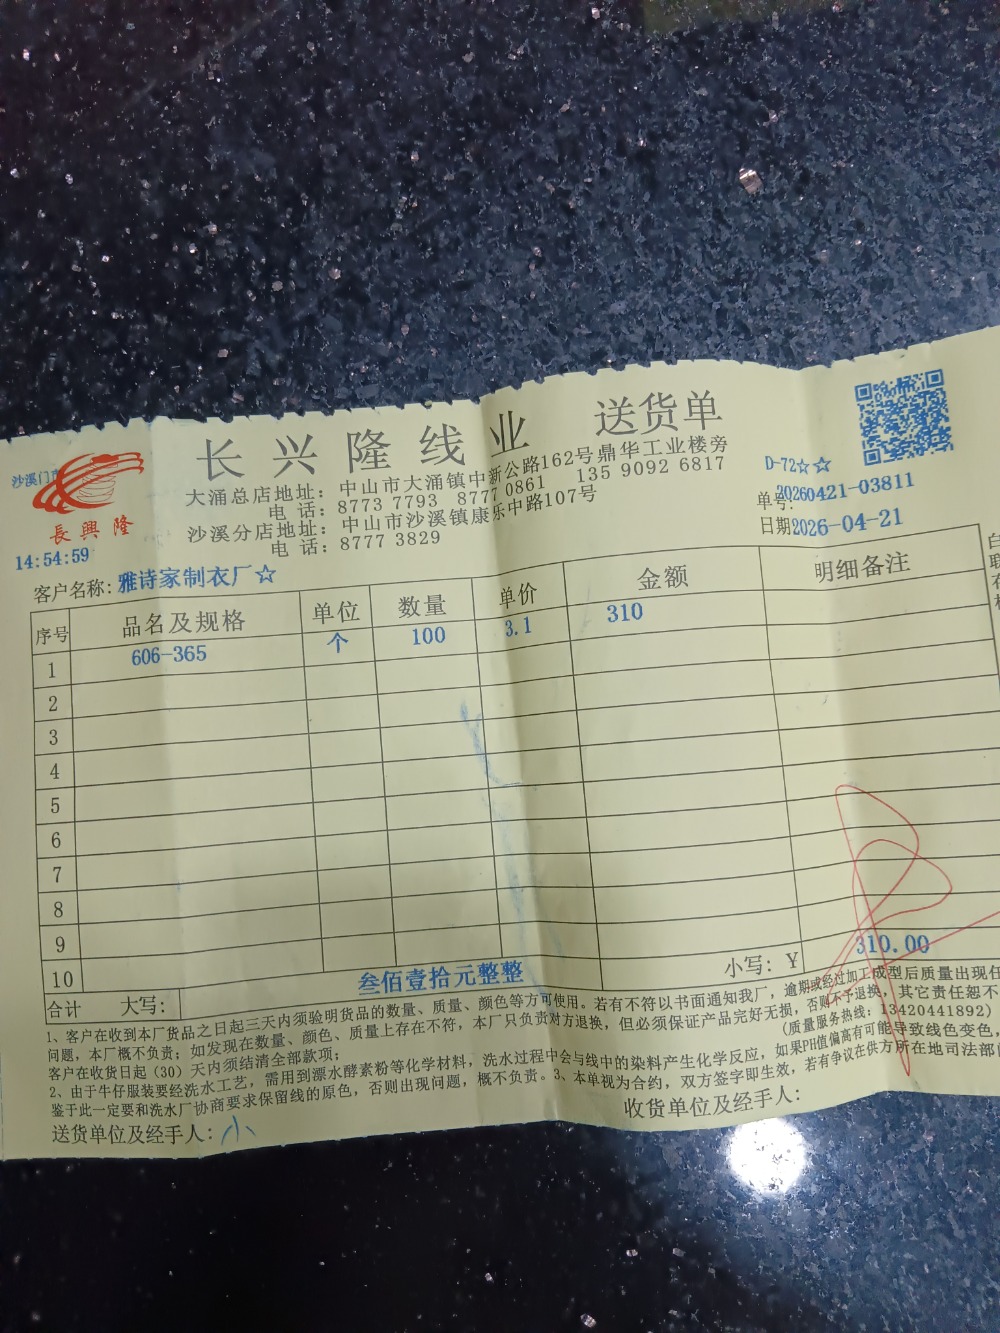 长兴隆线业 送货单
沙溪门市
長興隆
14:54:59
大涌总店地址：中山市大涌镇中新公路162号鼎华工业楼旁
电话：8773 7793 8777 0861 135 9092 6817
沙溪分店地址：中山市沙溪镇康乐中路107号
电话：8777 3829
D-72☆☆
单号：20260421-03811
日期2026-04-21
客户名称：雅诗家制衣厂☆
序号 品名及规格 单位 数量 单价 金额 明细备注
1 606-365 个 100 3.1 310
2
3
4
5
6
7
8
9
10
合计 大写：叁佰壹拾元整整 小写：Y 310.00
1、客户在收到本厂货品之日起三天内须验明货品的数量、质量、颜色等方可使用。若有不符以书面通知我厂，逾期或经过加工成型后质量出现任
问题，本厂概不负责；如发现在数量、颜色、质量上存在不符，本厂只负责对方退换，但必须保证产品完好无损，否则不予退换，其它责任恕不
客户在收货日起（30）天内须结清全部款项； （质量服务热线：13420441892）
2、由于牛仔服装要经洗水工艺，需用到漂水酵素粉等化学材料，洗水过程中会与线中的染料产生化学反应，如果PH值偏高有可能导致线色变色，
鉴于此一定要和洗水厂协商要求保留线的原色，否则出现问题，概不负责。3、本单视为合约，双方签字即生效，若有争议在供方所在地司法部门
送货单位及经手人：小
收货单位及经手人：
白
联
存